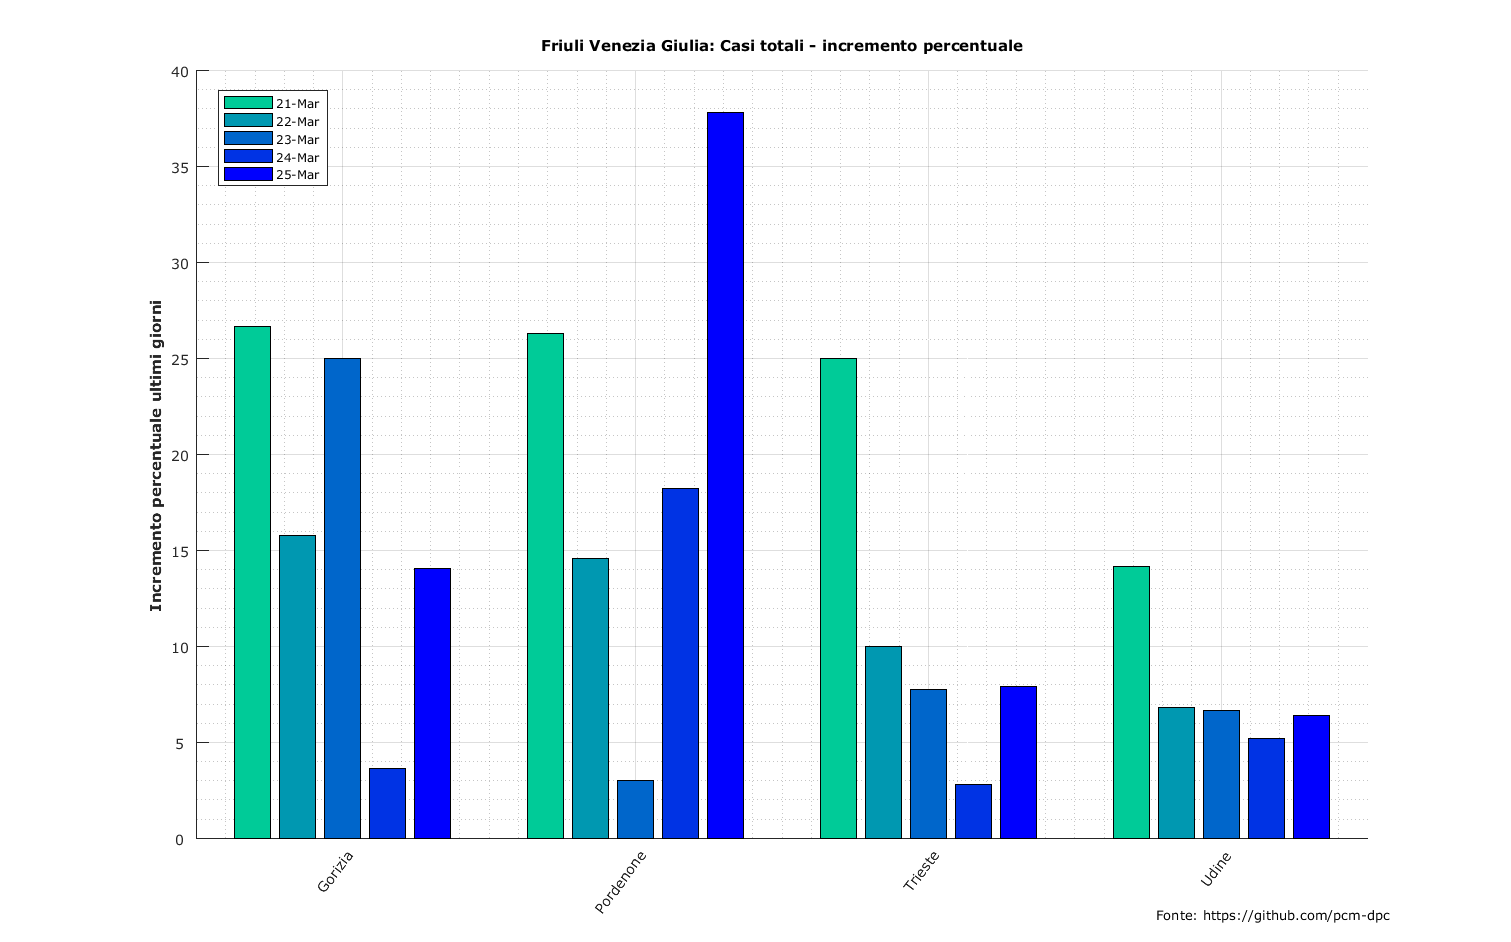 Friuli Venezia Giulia: Casi totali - incremento percentuale
40
35
30
25
20
15
10
5
0
Incremento percentuale ultimi giorni
21-Mar
22-Mar
23-Mar
24-Mar
25-Mar
Gorizia
Pordenone
Trieste
Udine
Fonte: https://github.com/pcm-dpc